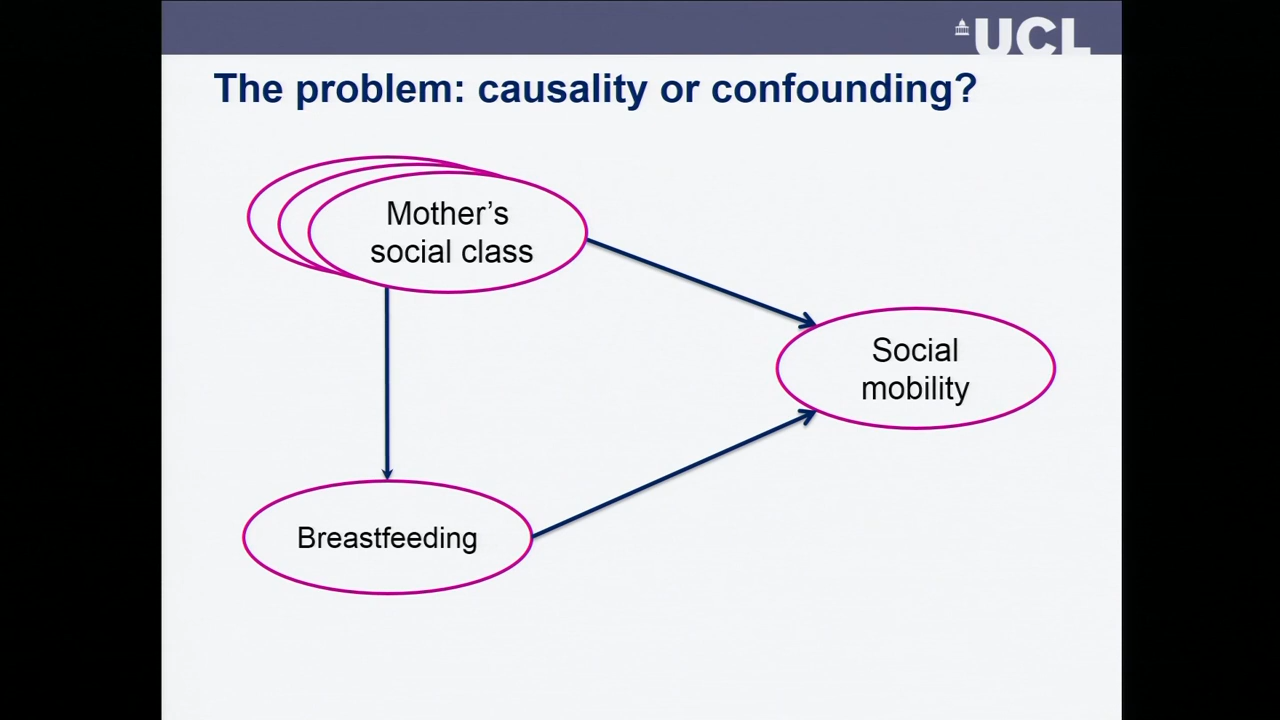 UCL
The problem: causality or confounding?
Mother’s
social class
Social
mobility
Breastfeeding